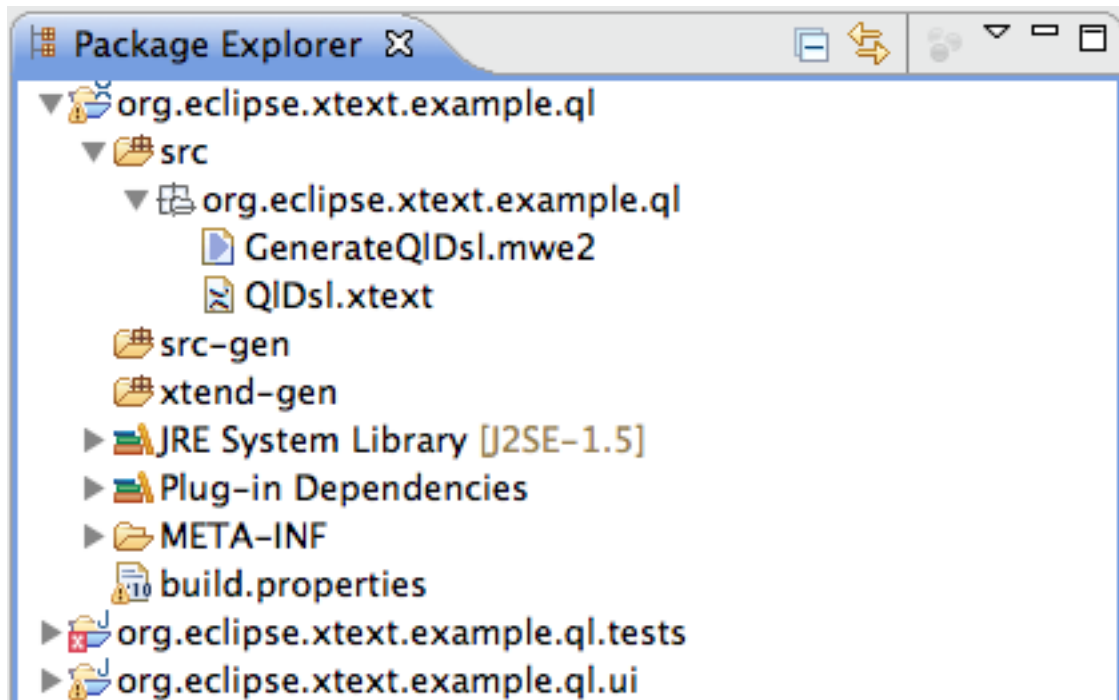 Package Explorer
org.eclipse.xtext.example.ql
src
org.eclipse.xtext.example.ql
GenerateQlDsl.mwe2
QlDsl.xtext
src-gen
xtend-gen
JRE System Library [J2SE-1.5]
Plug-in Dependencies
META-INF
build.properties
org.eclipse.xtext.example.ql.tests
org.eclipse.xtext.example.ql.ui